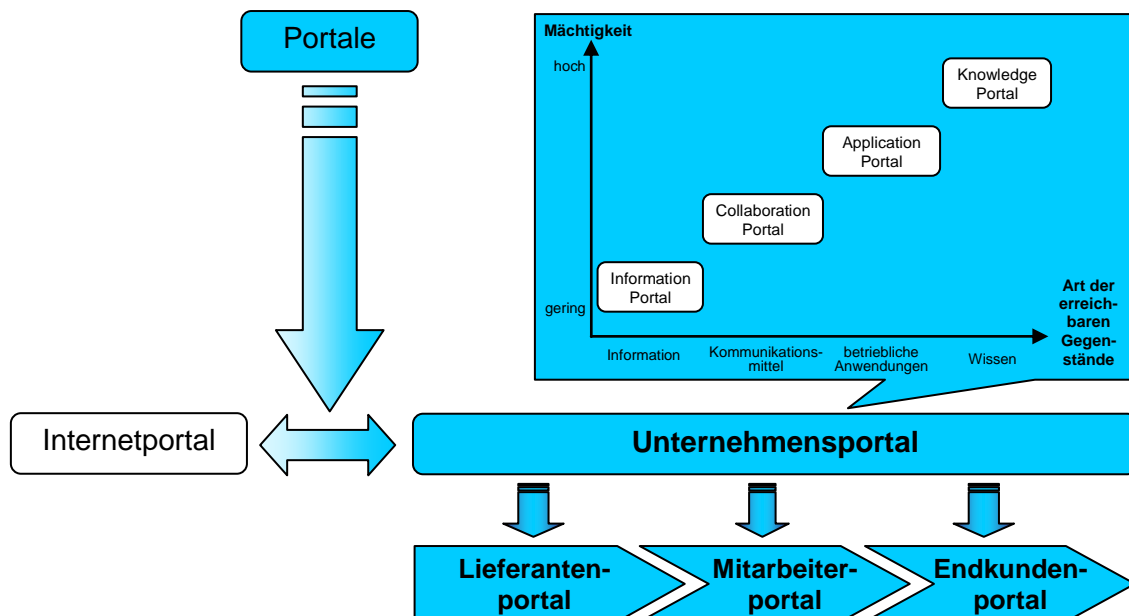 Portale
Mächtigkeit
hoch
Knowledge
Portal
Application
Portal
Collaboration
Portal
Information
Portal
gering
Art der
erreich-
baren
Gegen-
stände
Information
Kommunikations-
mittel
betriebliche
Anwendungen
Wissen
Internetportal
Unternehmensportal
Lieferanten-
portal
Mitarbeiter-
portal
Endkunden-
portal